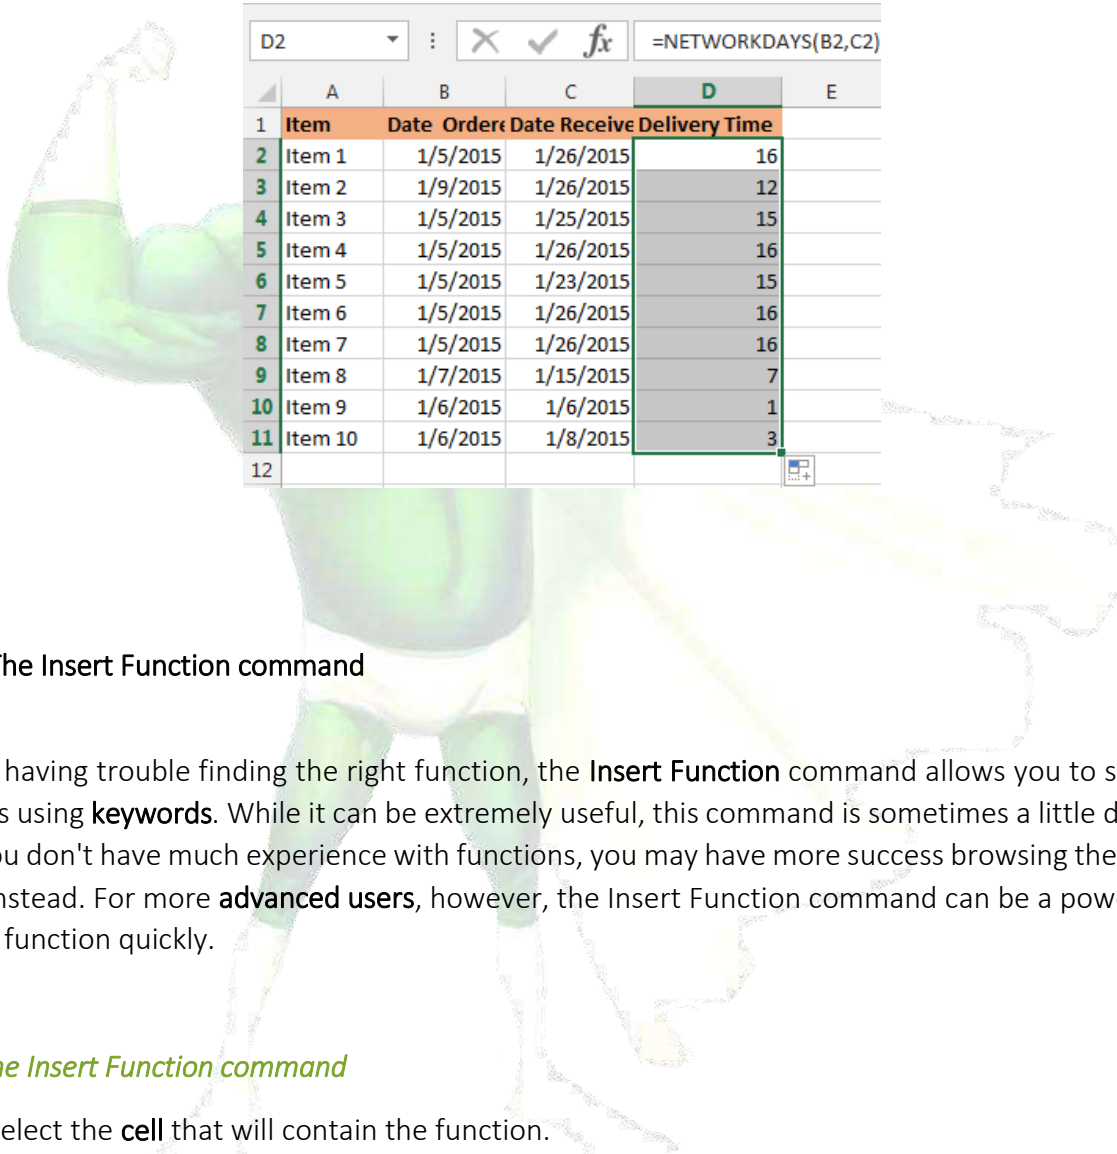 D2 =NETWORKDAYS(B2,C2)
A B C D E
1 Item Date Ordere Date Receive Delivery Time
2 Item 1 1/5/2015 1/26/2015 16
3 Item 2 1/9/2015 1/26/2015 12
4 Item 3 1/5/2015 1/25/2015 15
5 Item 4 1/5/2015 1/26/2015 16
6 Item 5 1/5/2015 1/23/2015 15
7 Item 6 1/5/2015 1/26/2015 16
8 Item 7 1/5/2015 1/26/2015 16
9 Item 8 1/7/2015 1/15/2015 7
10 Item 9 1/6/2015 1/6/2015 1
11 Item 10 1/6/2015 1/8/2015 3
12
The Insert Function command
having trouble finding the right function, the Insert Function command allows you to s
s using keywords. While it can be extremely useful, this command is sometimes a little d
ou don't have much experience with functions, you may have more success browsing the
nstead. For more advanced users, however, the Insert Function command can be a powe
function quickly.
he Insert Function command
elect the cell that will contain the function.